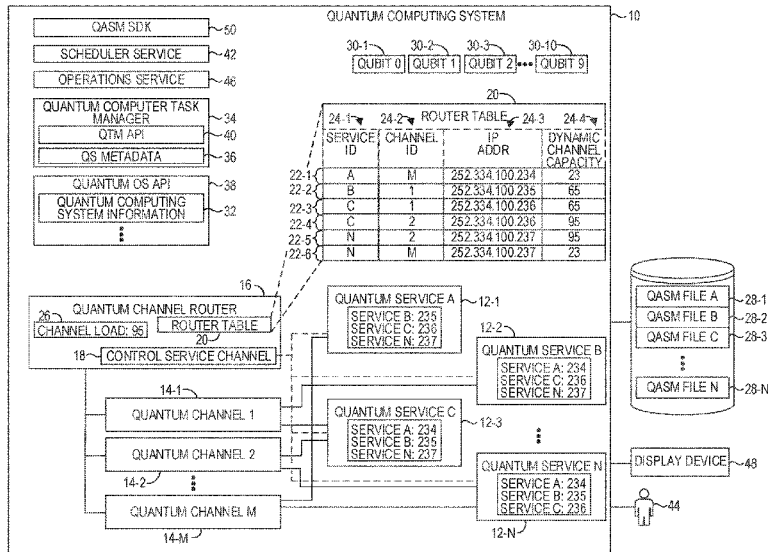 QUANTUM COMPUTING SYSTEM
10
QASM SDK
50
SCHEDULER SERVICE
42
OPERATIONS SERVICE
46
QUANTUM COMPUTER TASK
MANAGER
34
QTM API
40
QS METADATA
36
QUANTUM OS API
38
QUANTUM COMPUTING
SYSTEM INFORMATION
32
30-1 30-2 30-3 30-10
QUBIT 0 QUBIT 1 QUBIT 2 QUBIT 9
20
24-1 24-2 ROUTER TABLE 24-3 24-4
SERVICE ID CHANNEL ID IP ADDR DYNAMIC CHANNEL CAPACITY
22-1 A M 252.334.100.234 23
22-2 B 1 252.334.100.235 65
22-3 C 1 252.334.100.236 65
22-4 C 2 252.334.100.236 95
22-5 N 2 252.334.100.237 95
22-6 N M 252.334.100.237 23
16
QUANTUM CHANNEL ROUTER
26
CHANNEL LOAD: 95
ROUTER TABLE
20
18
CONTROL SERVICE CHANNEL
14-1
QUANTUM CHANNEL 1
QUANTUM CHANNEL 2
14-2
QUANTUM CHANNEL M
14-M
QUANTUM SERVICE A
12-1
SERVICE B: 235
SERVICE C: 236
SERVICE N: 237
12-2
QUANTUM SERVICE B
SERVICE A: 234
SERVICE C: 236
SERVICE N: 237
QUANTUM SERVICE C
12-3
SERVICE A: 234
SERVICE B: 235
SERVICE N: 237
QUANTUM SERVICE N
SERVICE A: 234
SERVICE B: 235
SERVICE C: 236
12-N
QASM FILE A
28-1
QASM FILE B
28-2
QASM FILE C
28-3
QASM FILE N
28-N
DISPLAY DEVICE
48
44